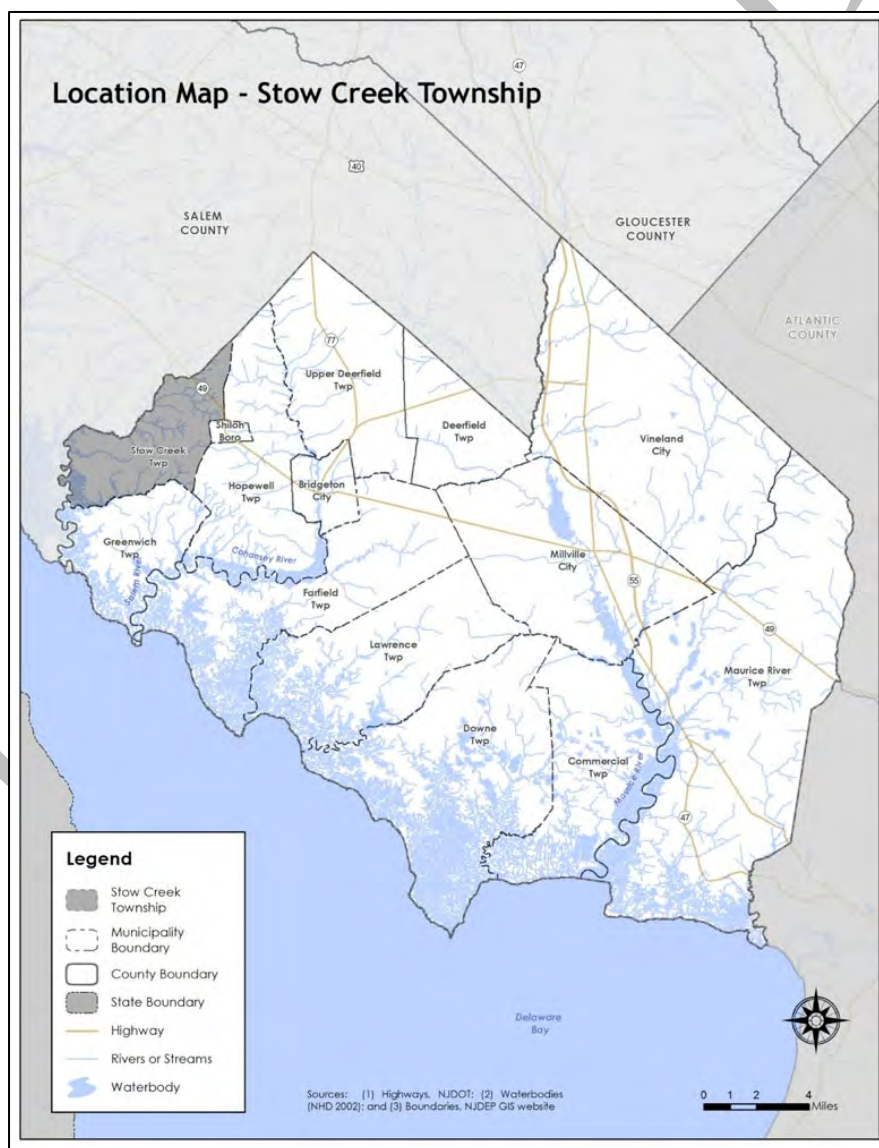 Location Map - Stow Creek Township
47
40
SALEM
COUNTY
GLOUCESTER
COUNTY
ATLANTIC
COUNTY
77
Upper Deerfield
Twp
49
Shiloh
Boro
Deerfield
Twp
Vineland
City
Stow Creek
Twp
Hopewell
Twp
Bridgeton
City
Greenwich
Twp
Cohansey River
Salem River
Millville
City
55
Farfield
Twp
49
Lawrence
Twp
Maurice River
Twp
Downe
Twp
Commercial
Twp
Maurice River
47
Legend
Stow Creek
Township
Municipality
Boundary
County Boundary
State Boundary
Highway
Rivers or Streams
Waterbody
Delaware
Bay
Sources: (1) Highways, NJDOT; (2) Waterbodies
(NHD 2002); and (3) Boundaries, NJDEP GIS website
0 1 2 4
Miles